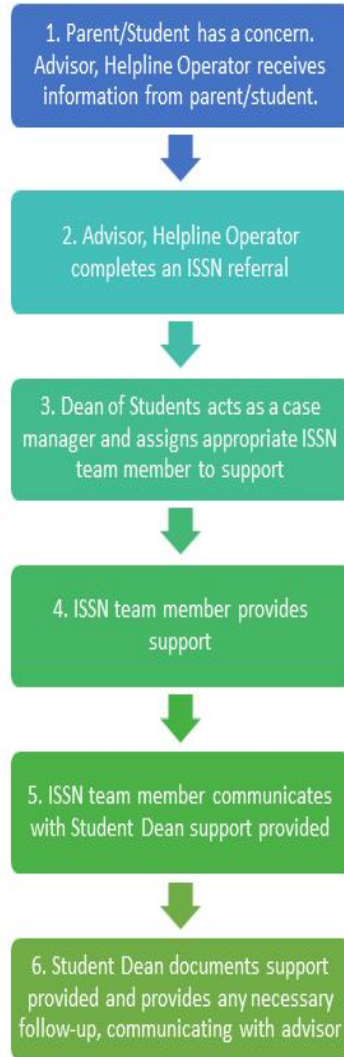 1. Parent/Student has a concern.
Advisor, Helpline Operator receives
information from parent/student.
2. Advisor, Helpline Operator
completes an ISSN referral
3. Dean of Students acts as a case
manager and assigns appropriate ISSN
team member to support
4. ISSN team member provides
support
5. ISSN team member communicates
with Student Dean support provided
6. Student Dean documents support
provided and provides any necessary
follow-up, communicating with advisor